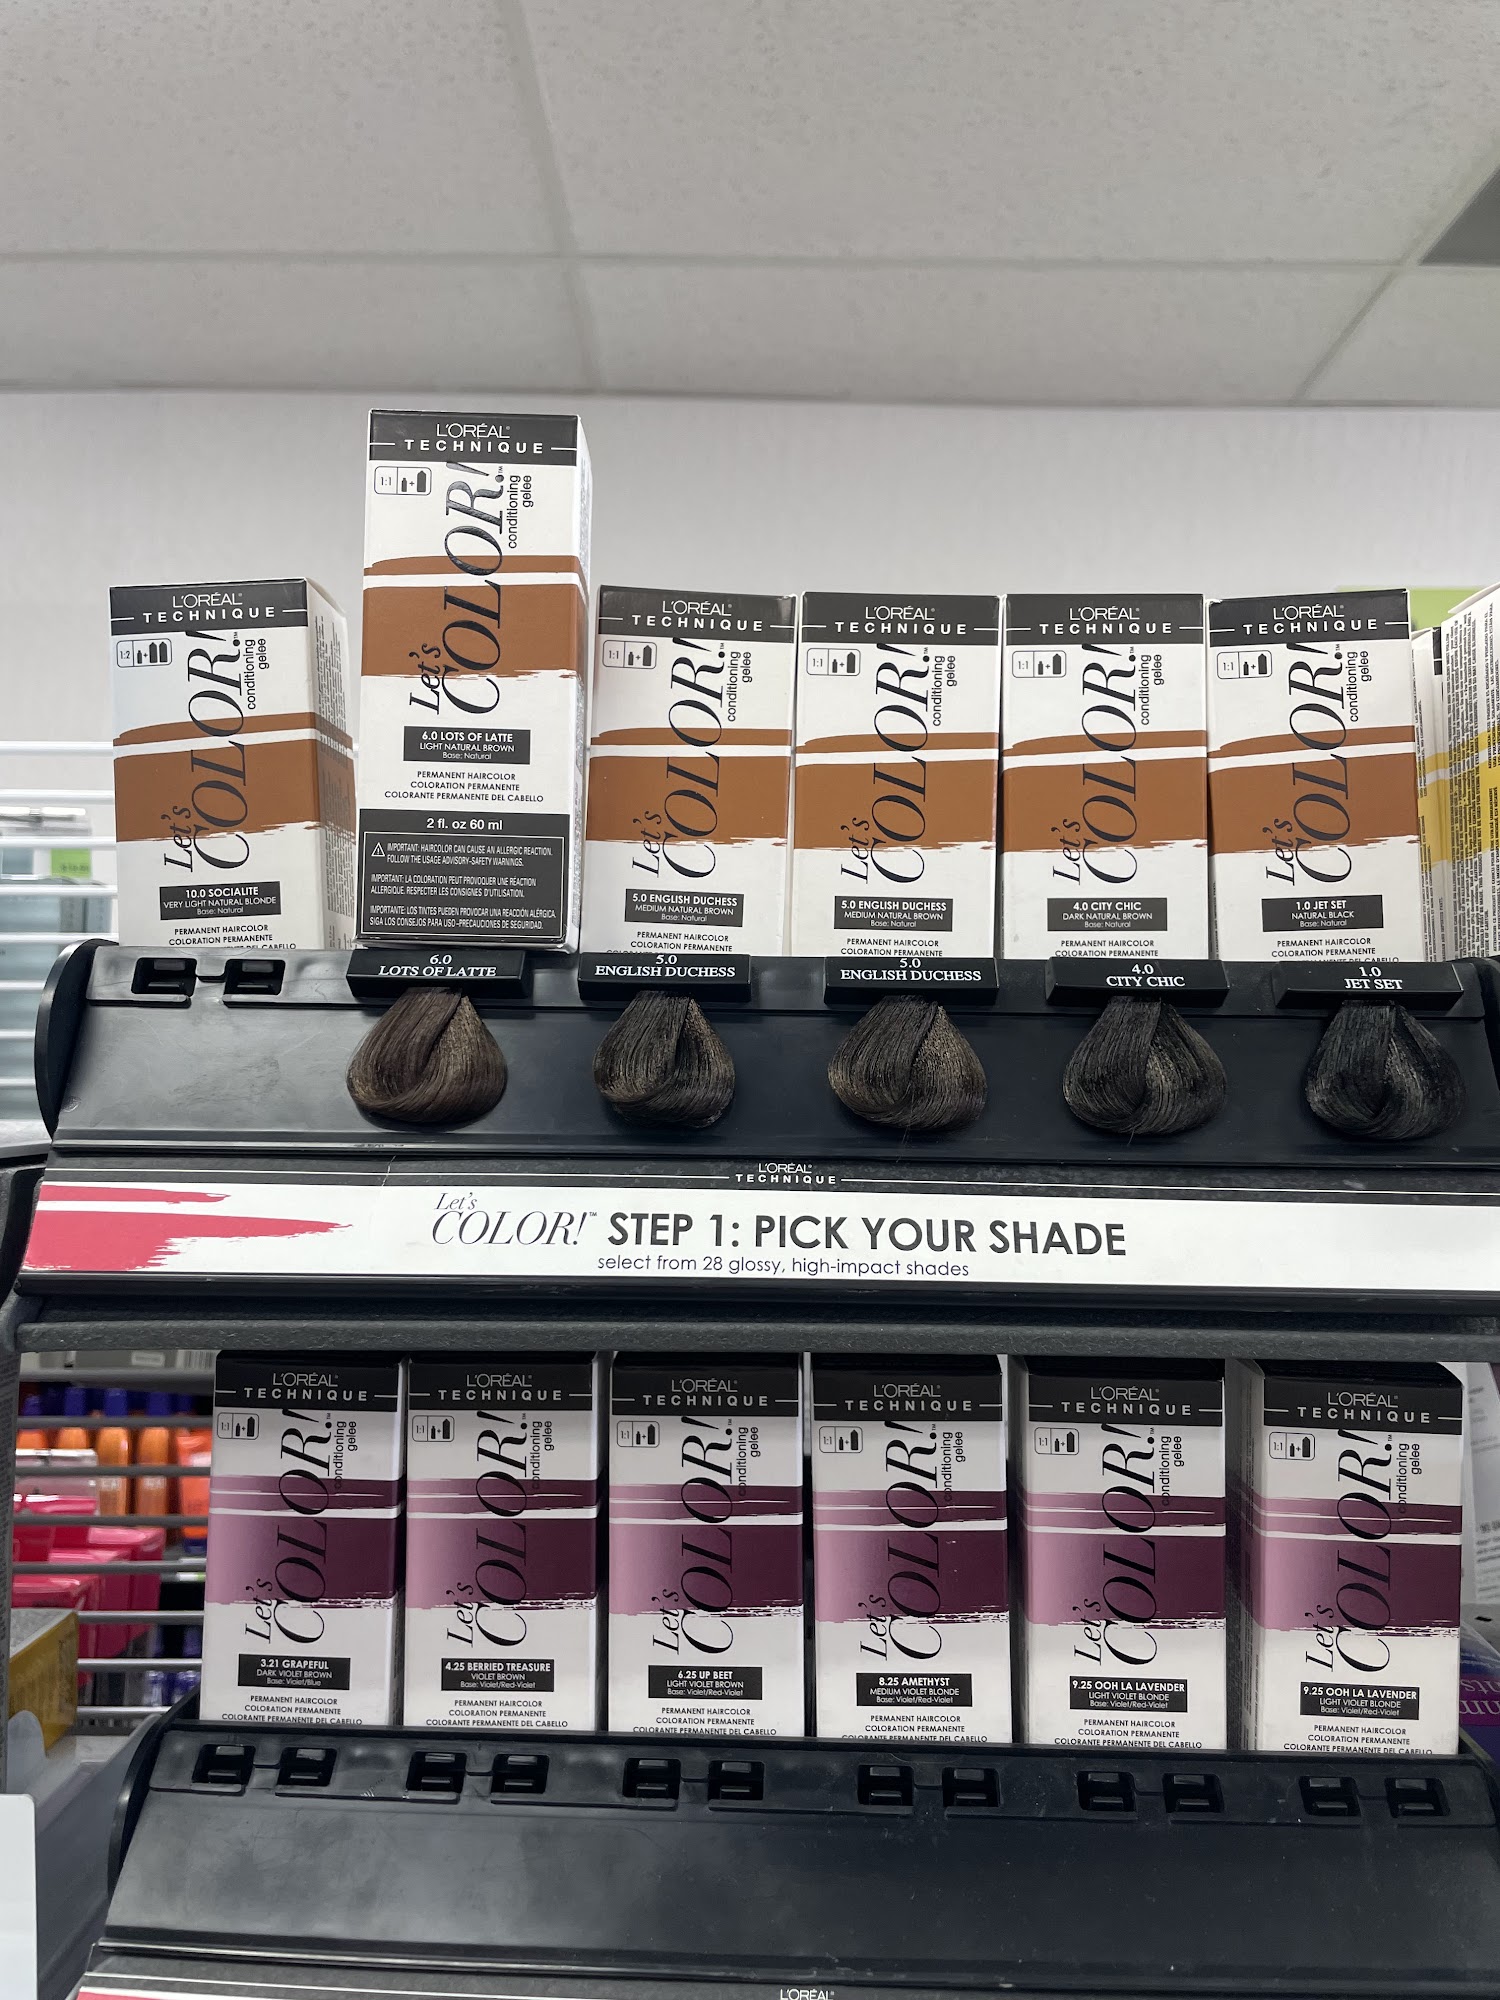 L'ORÉAL®
TECHNIQUE
1:2
Let's
COLOR!™
conditioning
gelee
10.0 SOCIALITE
VERY LIGHT NATURAL BLONDE
Base: Natural
PERMANENT HAIRCOLOR
COLORATION PERMANENTE
L'ORÉAL®
TECHNIQUE
1:1
Let's
COLOR!™
conditioning
gelee
6.0 LOTS OF LATTE
LIGHT NATURAL BROWN
Base: Natural
PERMANENT HAIRCOLOR
COLORATION PERMANENTE
COLORANTE PERMANENTE DEL CABELLO
2 fl. oz 60 ml
IMPORTANT: HAIRCOLOR CAN CAUSE AN ALLERGIC REACTION.
FOLLOW THE USAGE ADVISORY-SAFETY WARNINGS.
IMPORTANT: LA COLORATION PEUT PROVOQUER UNE RÉACTION
ALLERGIQUE. RESPECTER LES CONSIGNES D'UTILISATION.
IMPORTANTE: LOS TINTES PUEDEN PROVOCAR UNA REACCIÓN ALÉRGICA.
SIGA LOS CONSEJOS PARA USO-PRECAUCIONES DE SEGURIDAD.
L'ORÉAL®
TECHNIQUE
1:1
Let's
COLOR!™
conditioning
gelee
5.0 ENGLISH DUCHESS
MEDIUM NATURAL BROWN
Base: Natural
PERMANENT HAIRCOLOR
L'ORÉAL®
TECHNIQUE
1:1
Let's
COLOR!™
conditioning
gelee
5.0 ENGLISH DUCHESS
MEDIUM NATURAL BROWN
Base: Natural
PERMANENT HAIRCOLOR
COLORATION PERMANENTE
L'ORÉAL®
TECHNIQUE
1:1
Let's
COLOR!™
conditioning
gelee
4.0 CITY CHIC
DARK NATURAL BROWN
Base: Natural
PERMANENT HAIRCOLOR
COLORATION PERMANENTE
L'ORÉAL®
TECHNIQUE
1:1
Let's
COLOR!™
conditioning
gelee
1.0 JET SET
NATURAL BLACK
Base: Natural
PERMANENT HAIRCOLOR
COLORATION PERMANENTE
6.0
LOTS OF LATTE
5.0
ENGLISH DUCHESS
5.0
ENGLISH DUCHESS
4.0
CITY CHIC
1.0
JET SET
L'ORÉAL®
TECHNIQUE
Let's
COLOR!™ STEP 1: PICK YOUR SHADE
select from 28 glossy, high-impact shades
L'ORÉAL®
TECHNIQUE
1:1
Let's
COLOR!™
conditioning
gelee
3.21 GRAPEFUL
DARK VIOLET BROWN
Base: Violet/Blue
PERMANENT HAIRCOLOR
COLORATION PERMANENTE
COLORANTE PERMANENTE DEL CABELLO
L'ORÉAL®
TECHNIQUE
1:1
Let's
COLOR!™
conditioning
gelee
4.25 BERRIED TREASURE
VIOLET BROWN
Base: Violet/Red-Violet
PERMANENT HAIRCOLOR
COLORATION PERMANENTE
COLORANTE PERMANENTE DEL CABELLO
L'ORÉAL®
TECHNIQUE
1:1
Let's
COLOR!™
conditioning
gelee
6.25 UP BEET
LIGHT VIOLET BROWN
Base: Violet/Red-Violet
PERMANENT HAIRCOLOR
COLORATION PERMANENTE
COLORANTE PERMANENTE DEL CABELLO
L'ORÉAL®
TECHNIQUE
1:1
Let's
COLOR!™
conditioning
gelee
8.25 AMETHYST
MEDIUM VIOLET BLONDE
Base: Violet/Red-Violet
PERMANENT HAIRCOLOR
COLORATION PERMANENTE
COLORANTE PERMANENTE DEL CABELLO
L'ORÉAL®
TECHNIQUE
1:1
Let's
COLOR!™
conditioning
gelee
9.25 OOH LA LAVENDER
LIGHT VIOLET BLONDE
Base: Violet/Red-Violet
PERMANENT HAIRCOLOR
COLORATION PERMANENTE
COLORANTE PERMANENTE DEL CABELLO
L'ORÉAL®
TECHNIQUE
1:1
Let's
COLOR!™
conditioning
gelee
9.25 OOH LA LAVENDER
LIGHT VIOLET BLONDE
Base: Violet/Red-Violet
PERMANENT HAIRCOLOR
COLORATION PERMANENTE
COLORANTE PERMANENTE DEL CABELLO
L'ORÉAL®